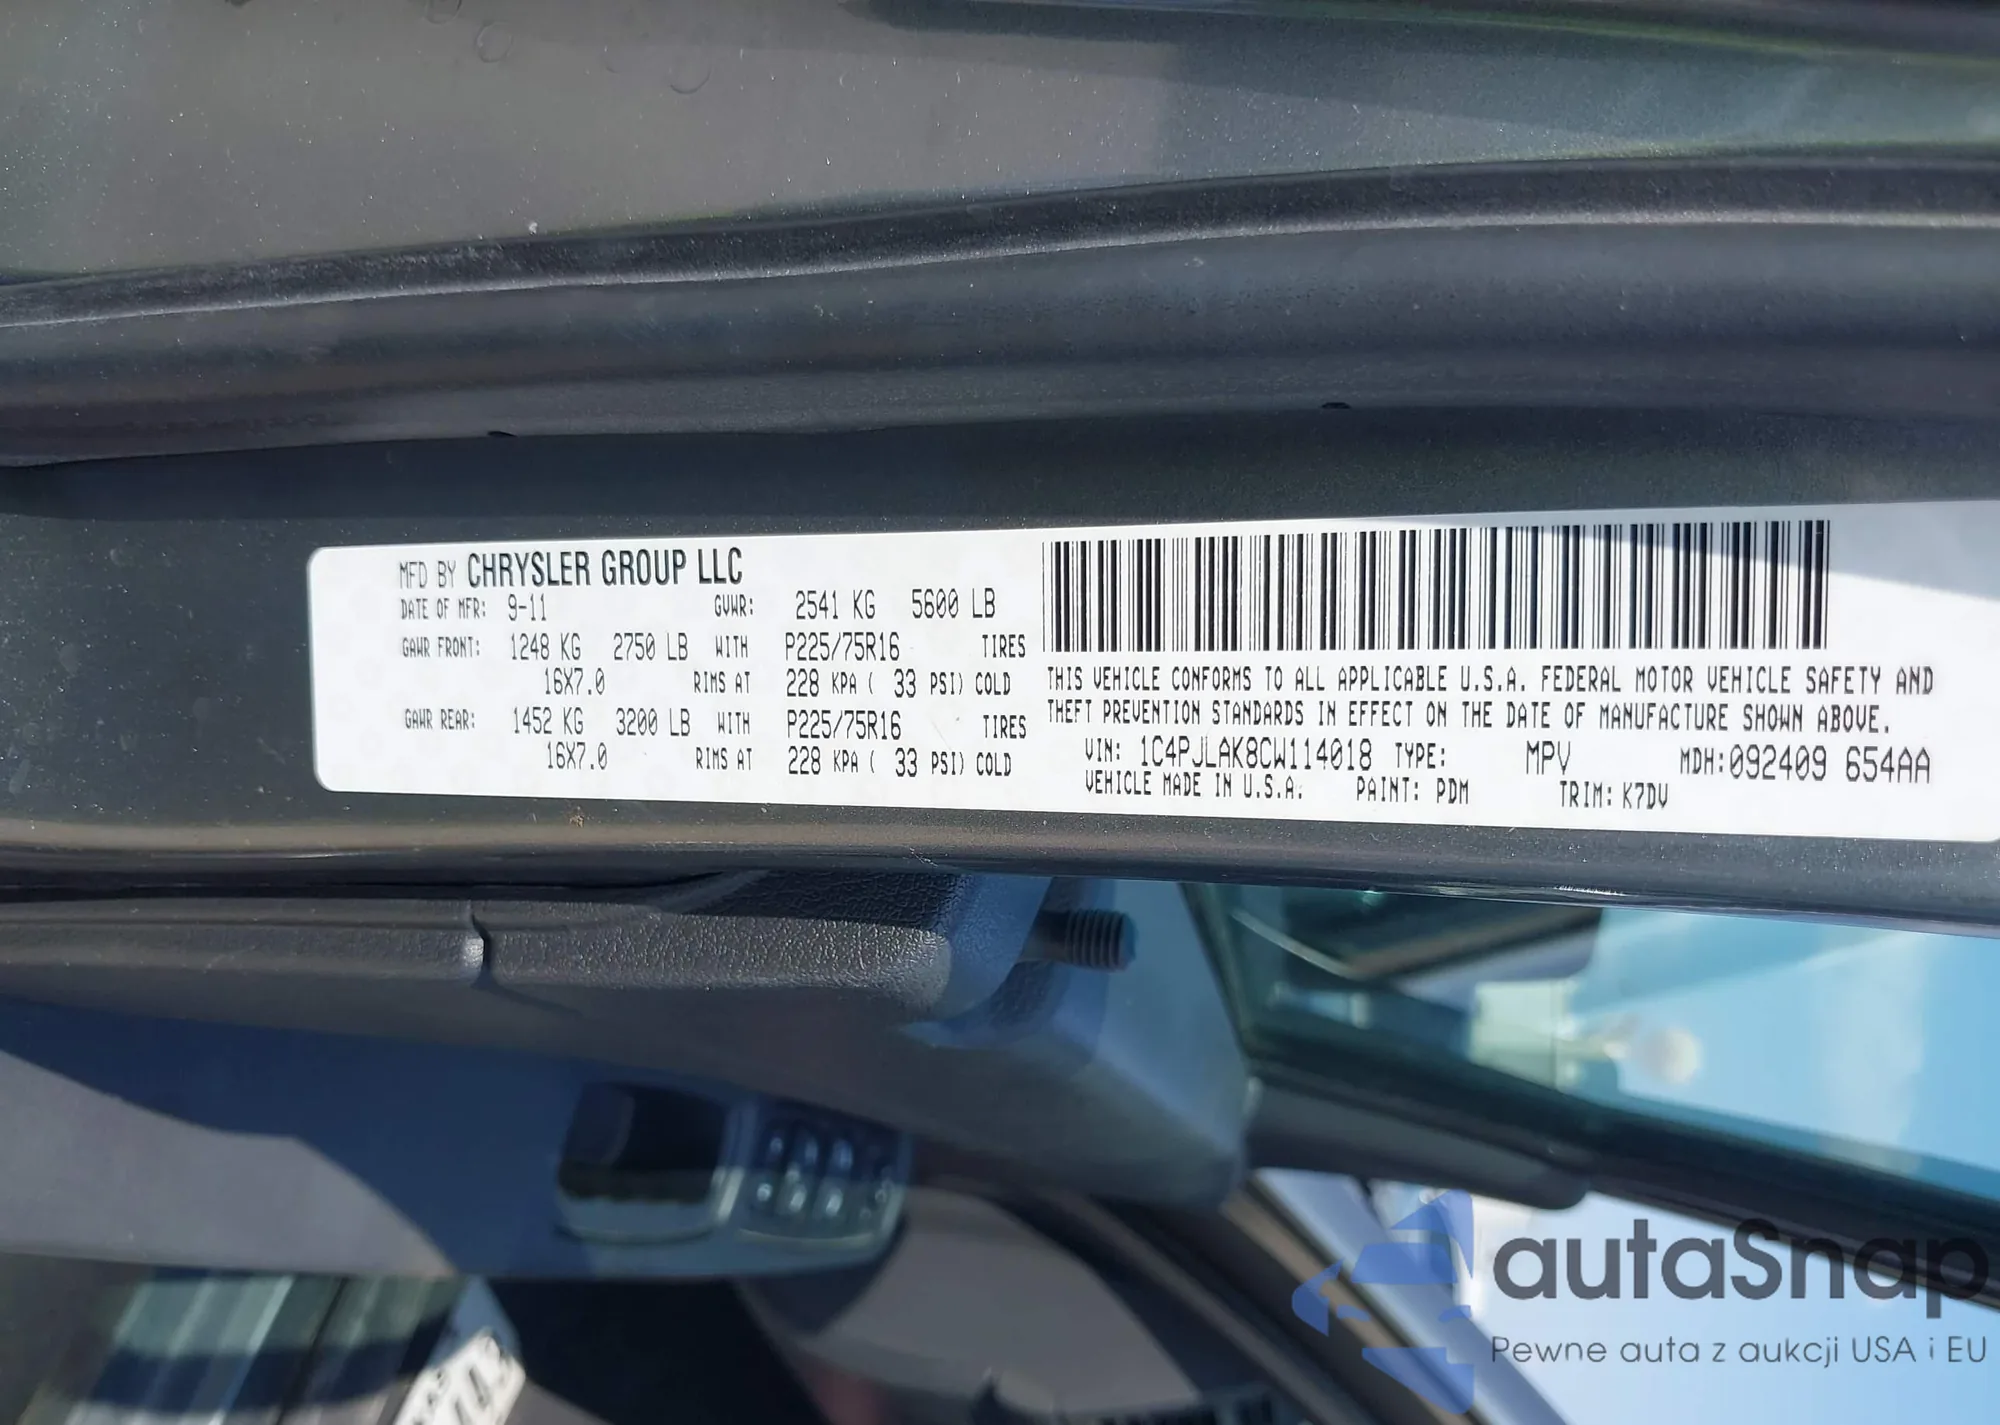 MFD BY CHRYSLER GROUP LLC
DATE OF MFR: 9-11 GVWR: 2541 KG 5600 LB
GAWR FRONT: 1248 KG 2750 LB WITH P225/75R16 TIRES
16X7.0 RIMS AT 228 KPA ( 33 PSI) COLD
GAWR REAR: 1452 KG 3200 LB WITH P225/75R16 TIRES
16X7.0 RIMS AT 228 KPA ( 33 PSI) COLD
THIS VEHICLE CONFORMS TO ALL APPLICABLE U.S.A. FEDERAL MOTOR VEHICLE SAFETY AND
THEFT PREVENTION STANDARDS IN EFFECT ON THE DATE OF MANUFACTURE SHOWN ABOVE.
VIN: 1C4PJLAK8CW114018 TYPE: MPV MDH:092409 654AA
VEHICLE MADE IN U.S.A. PAINT: PDM TRIM: K7DV
autoSnap
Pewne auta z aukcji USA i EU